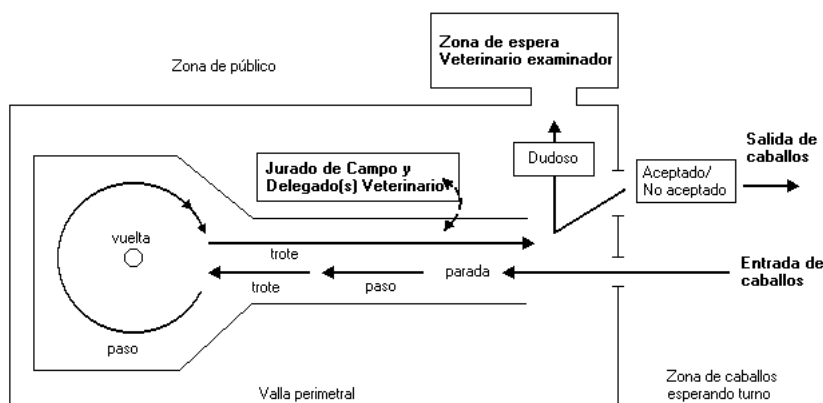 Zona de espera
Veterinario examinador
Zona de público
Jurado de Campo y
Delegado(s) Veterinario
Dudoso
Aceptado/
No aceptado
Salida de
caballos
vuelta
trote
trote
paso
parada
Entrada de
caballos
paso
Valla perimetral
Zona de caballos
esperando turno